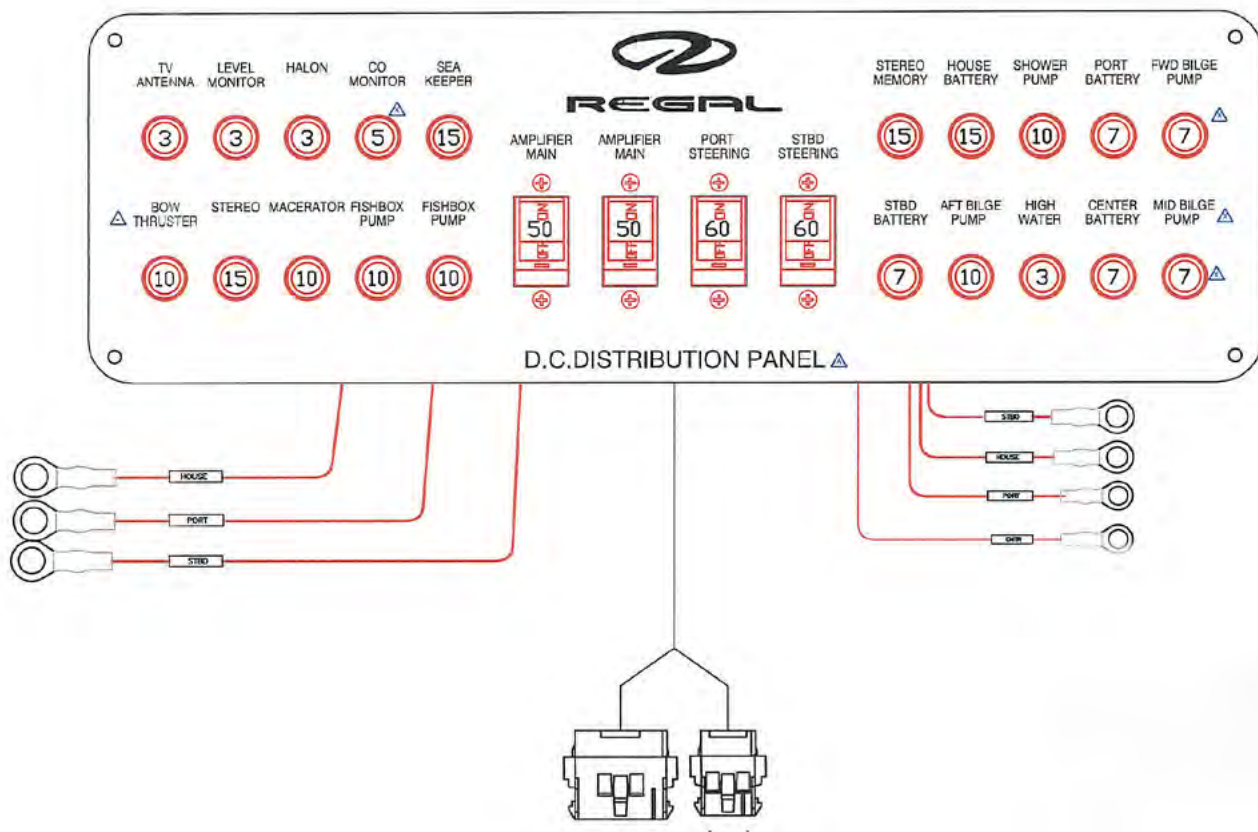 REGAL
TV ANTENNA
LEVEL MONITOR
HALON
CO MONITOR
SEA KEEPER
3
3
3
5
15
BOW THRUSTER
STEREO
MACERATOR
FISHBOX PUMP
FISHBOX PUMP
10
15
10
10
10
AMPLIFIER MAIN
AMPLIFIER MAIN
PORT STEERING
STBD STEERING
ON
50
OFF
ON
50
OFF
ON
60
OFF
ON
60
OFF
STEREO MEMORY
HOUSE BATTERY
SHOWER PUMP
PORT BATTERY
FWD BILGE PUMP
15
15
10
7
7
STBD BATTERY
AFT BILGE PUMP
HIGH WATER
CENTER BATTERY
MID BILGE PUMP
7
10
3
7
7
D.C.DISTRIBUTION PANEL
HOUSE
PORT
STBD
STBD
HOUSE
PORT